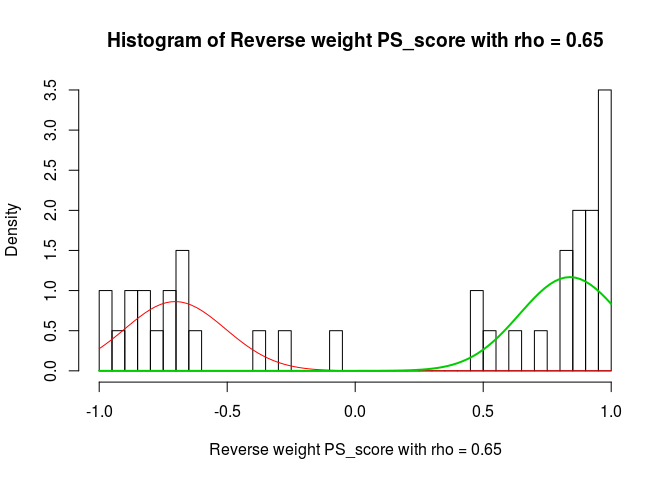 Histogram of Reverse weight PS_score with rho = 0.65
Density
3.5
3.0
2.5
2.0
1.5
1.0
0.5
0.0
-1.0 -0.5 0.0 0.5 1.0
Reverse weight PS_score with rho = 0.65